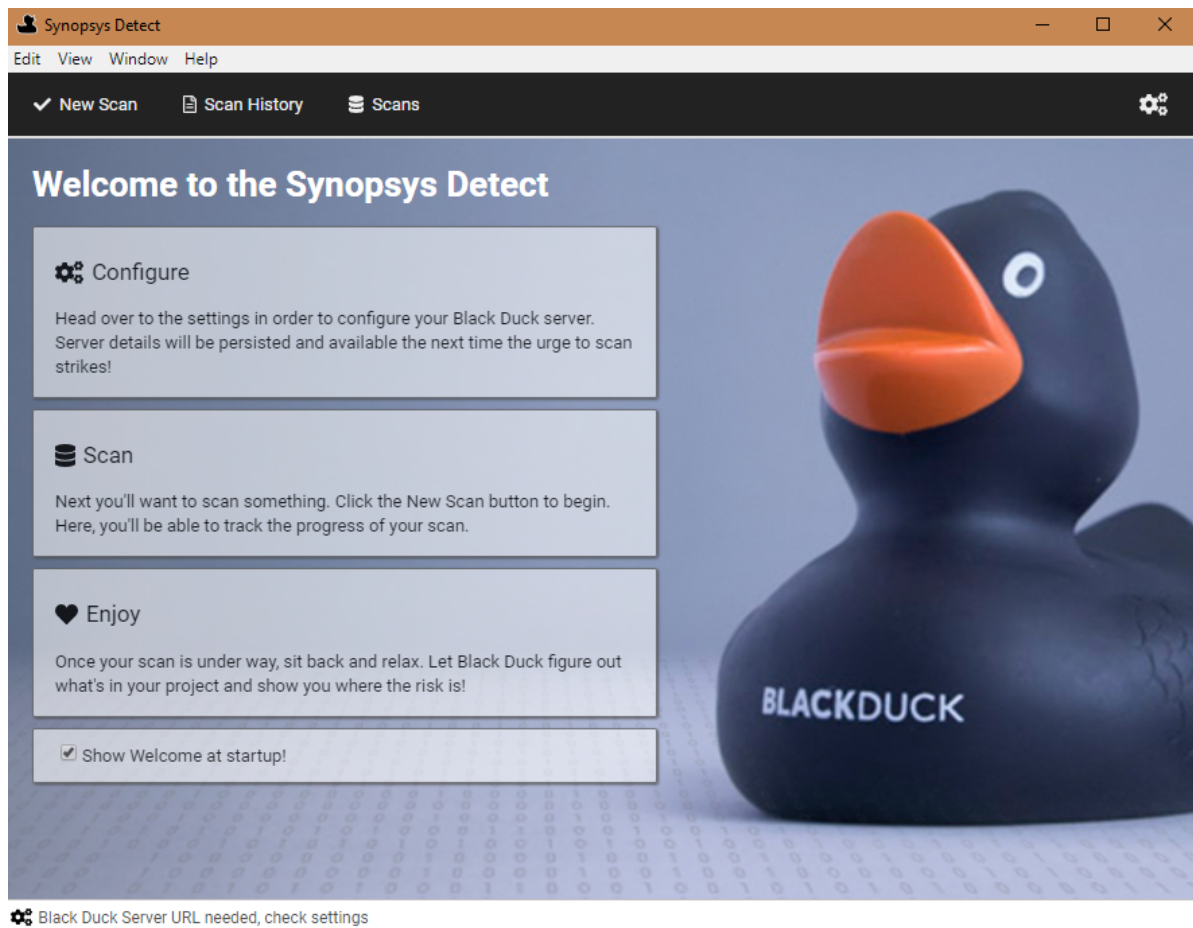 Synopsys Detect
Edit View Window Help
New Scan Scan History Scans
Welcome to the Synopsys Detect
Configure
Head over to the settings in order to configure your Black Duck server.
Server details will be persisted and available the next time the urge to scan
strikes!
Scan
Next you'll want to scan something. Click the New Scan button to begin.
Here, you'll be able to track the progress of your scan.
Enjoy
Once your scan is under way, sit back and relax. Let Black Duck figure out
what's in your project and show you where the risk is!
BLACKDUCK
Show Welcome at startup!
Black Duck Server URL needed, check settings